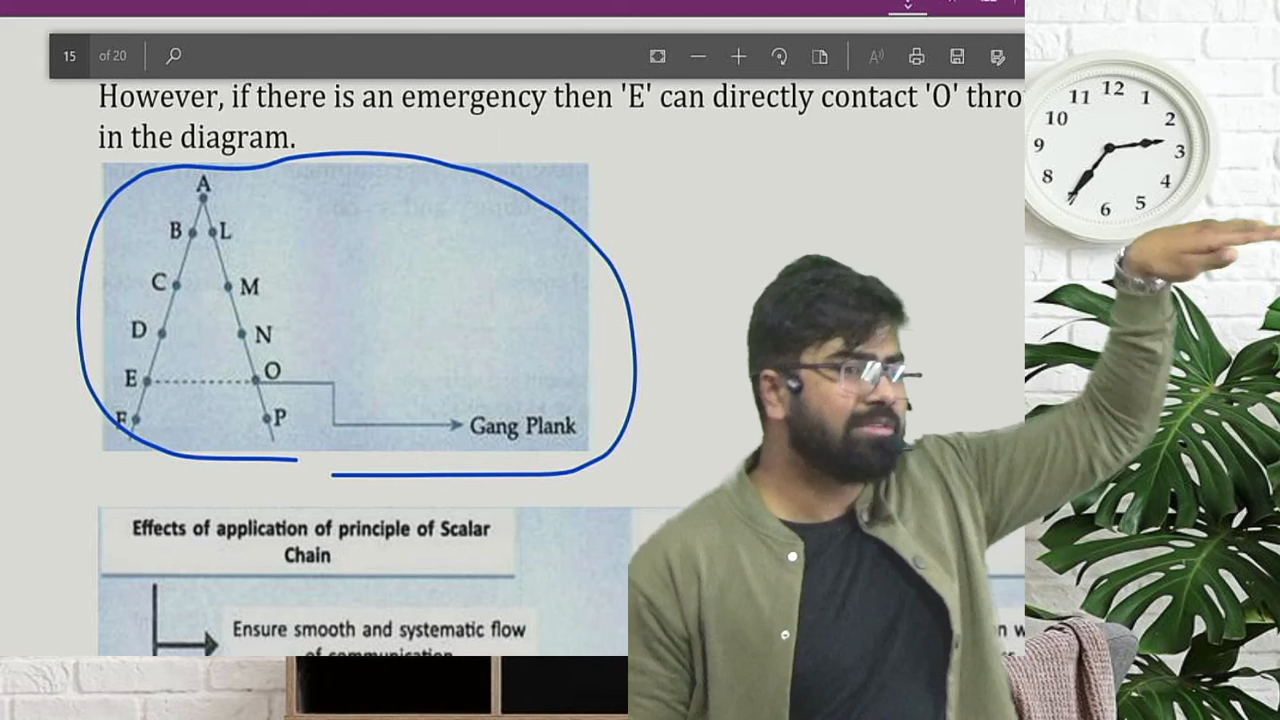 15 of 20
However, if there is an emergency then 'E' can directly contact 'O' thro
in the diagram.
A
B L
C M
D N
E O
F P
Gang Plank
Effects of application of principle of Scalar
Chain
Ensure smooth and systematic flow
of communication
12
11 1
10 2
9 3
8 4
6 5